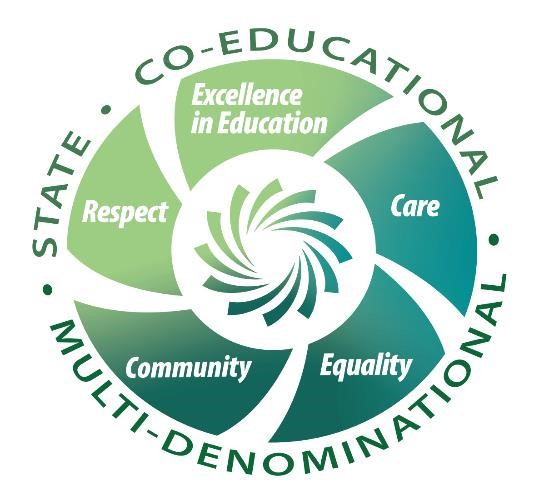 STATE • CO-EDUCATIONAL • MULTI-DENOMINATIONAL •
Excellence
in Education
Care
Equality
Community
Respect